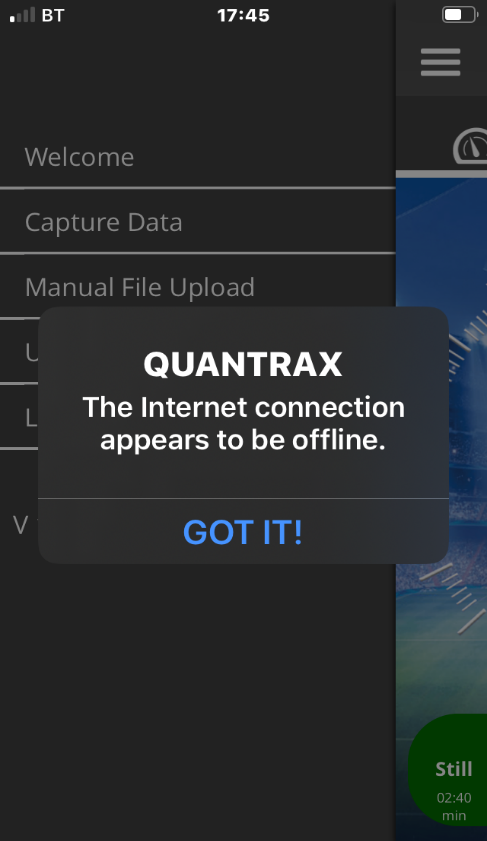 BT 17:45
Welcome
Capture Data
Manual File Upload
U
L
V
QUANTRAX
The Internet connection
appears to be offline.
GOT IT!
Still
02:40
min